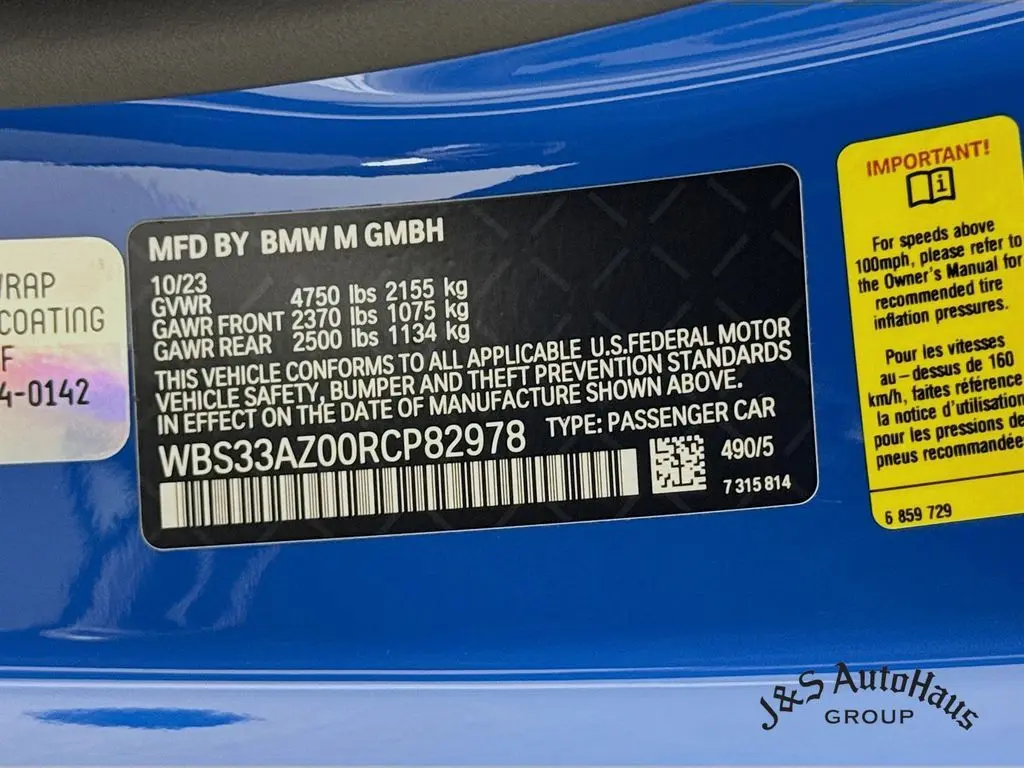 /RAP
COATING
F
4-0142
MFD BY BMW M GMBH
10/23
GVWR 4750 lbs 2155 kg
GAWR FRONT 2370 lbs 1075 kg
GAWR REAR 2500 lbs 1134 kg
THIS VEHICLE CONFORMS TO ALL APPLICABLE U.S.FEDERAL MOTOR
VEHICLE SAFETY, BUMPER AND THEFT PREVENTION STANDARDS
IN EFFECT ON THE DATE OF MANUFACTURE SHOWN ABOVE.
WBS33AZ00RCP82978 TYPE: PASSENGER CAR
490/5
7 315 814
IMPORTANT!
For speeds above
100mph, please refer to
the Owner's Manual for
recommended tire
inflation pressures.
Pour les vitesses
au-dessus de 160
km/h, faites référence
la notice d'utilisation
pour les pressions de
pneus recommandée
6 859 729
J&S AutoHaus
GROUP